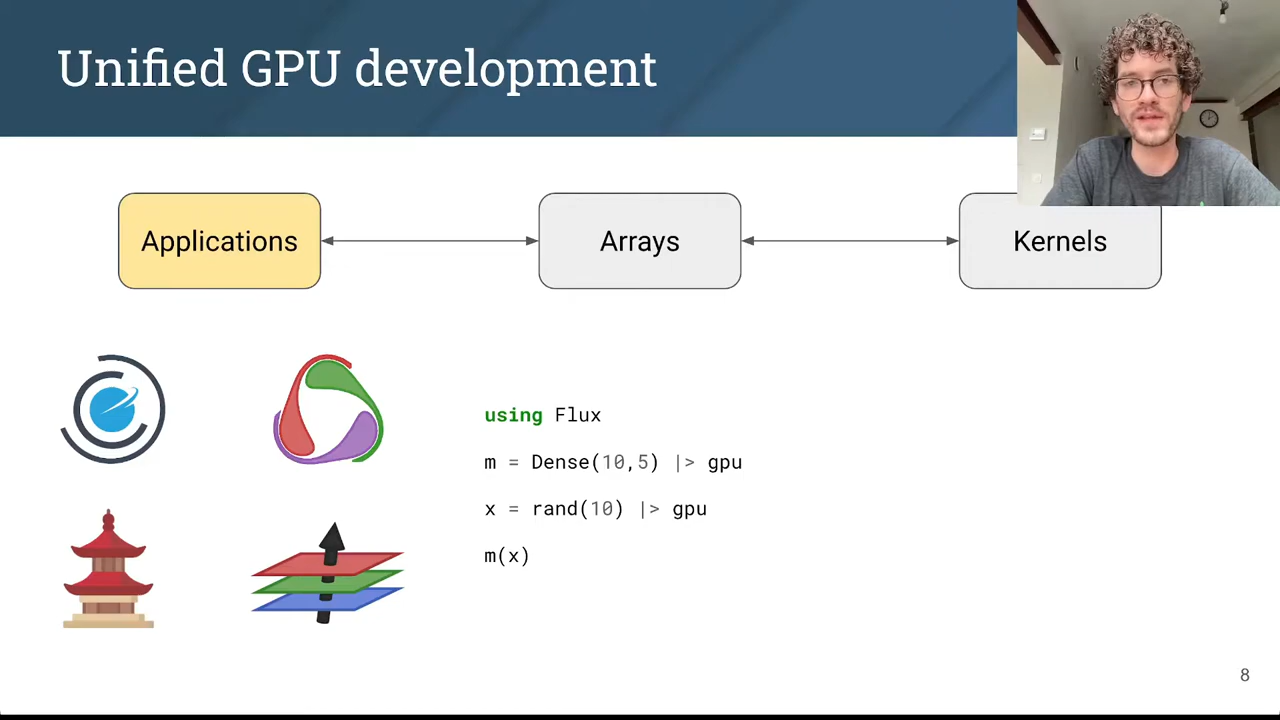 Unified GPU development
Applications
Arrays
Kernels
using Flux
m = Dense(10,5) |> gpu
x = rand(10) |> gpu
m(x)
8